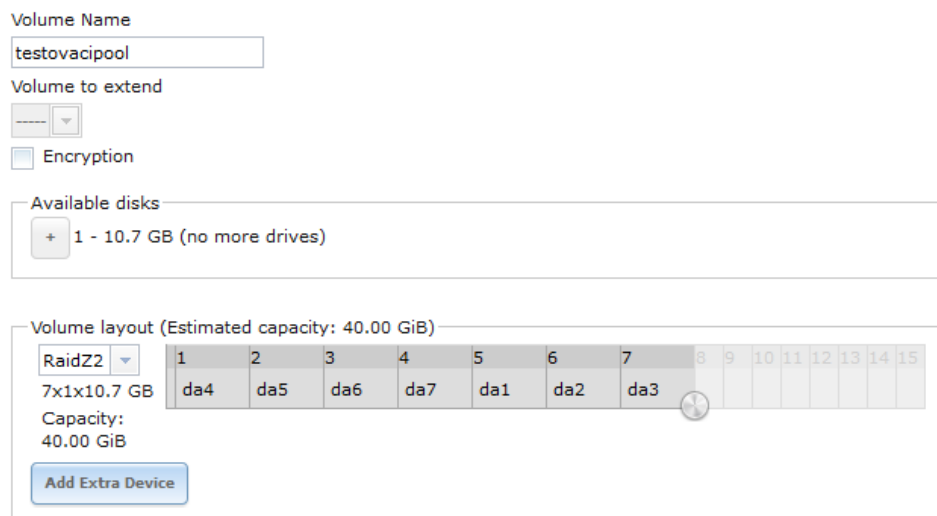 Volume Name
testovacipool
Volume to extend
-----
Encryption
Available disks
+ 1 - 10.7 GB (no more drives)
Volume layout (Estimated capacity: 40.00 GiB)
RaidZ2 1 2 3 4 5 6 7 8 9 10 11 12 13 14 15
7x1x10.7 GB da4 da5 da6 da7 da1 da2 da3
Capacity:
40.00 GiB
Add Extra Device